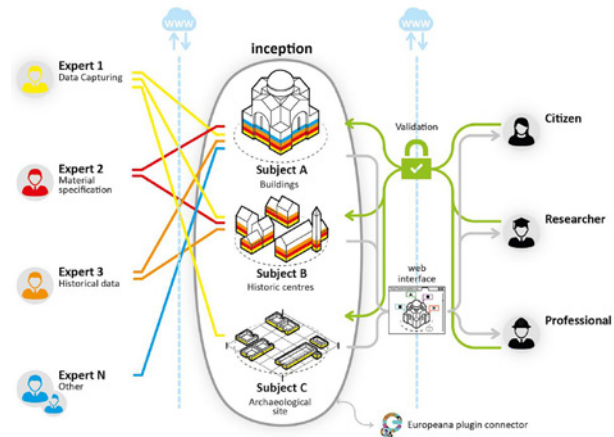 www
www
inception
Expert 1
Data Capturing
Expert 2
Material
specification
Expert 3
Historical data
Expert N
Other
Subject A
Buildings
Subject B
Historic centres
Subject C
Archaeological
site
Validation
web
interface
Citizen
Researcher
Professional
Europeana plugin connector